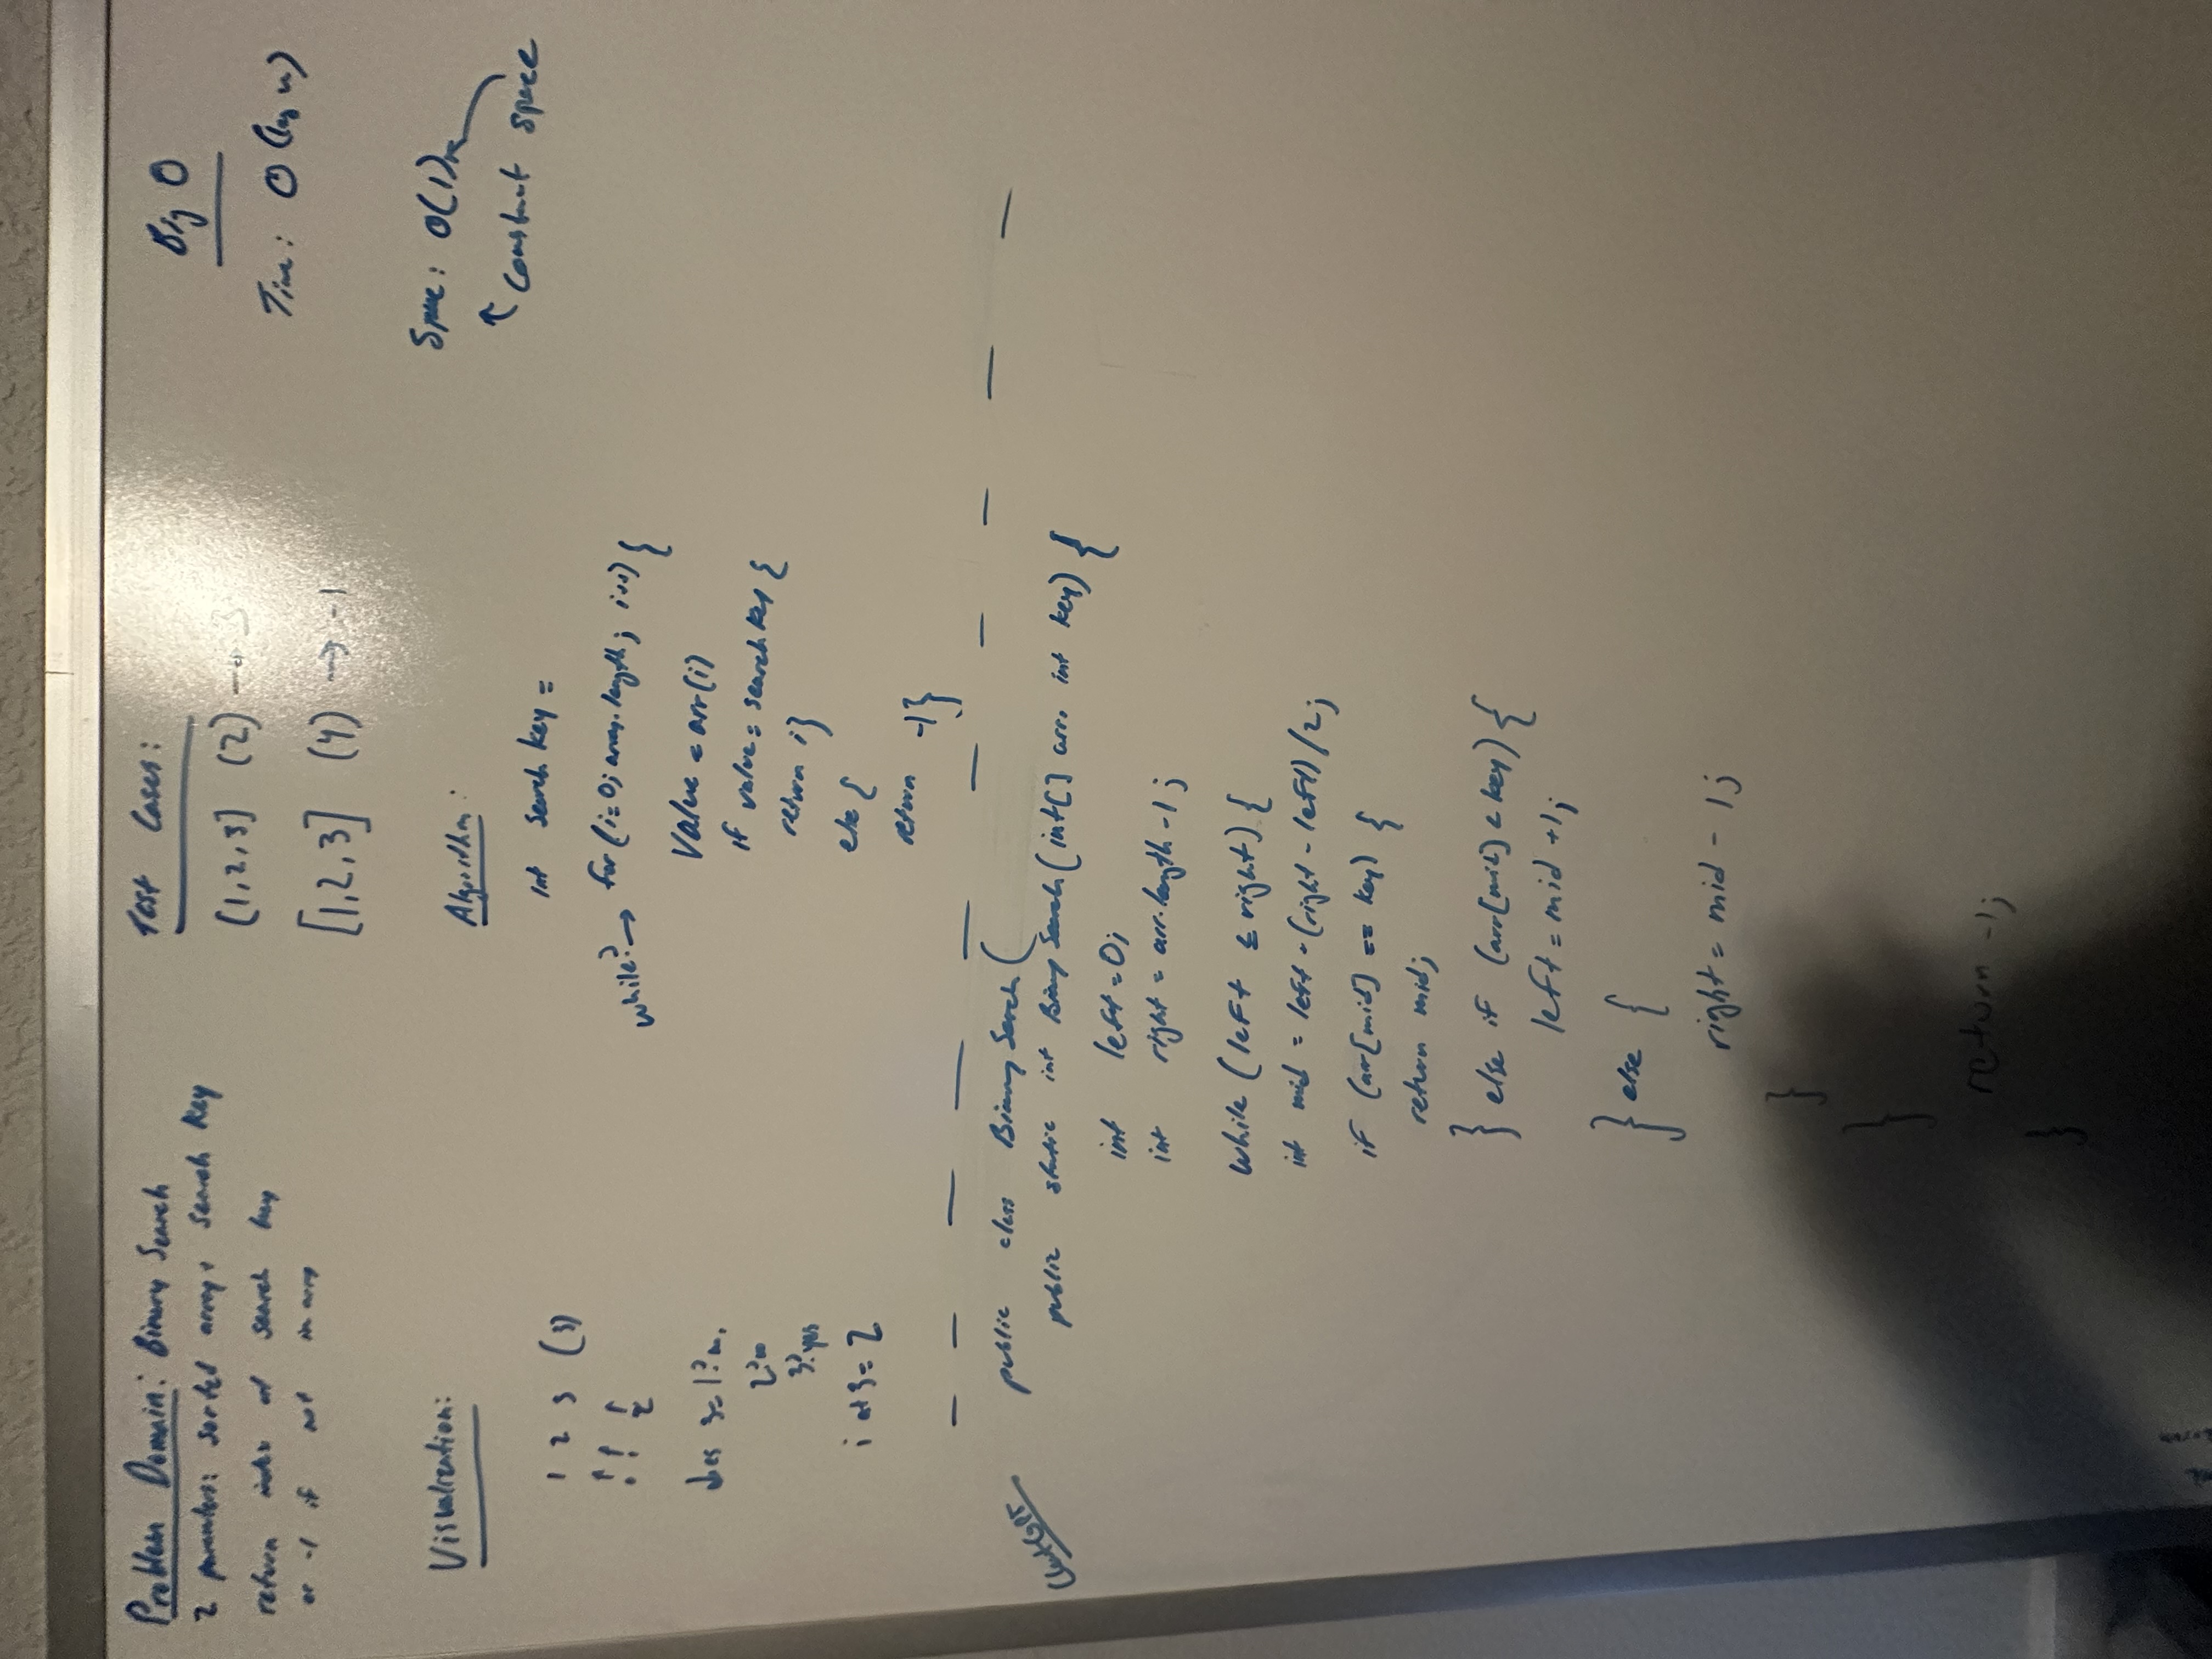 Problem Domain: Binary Search
2 parameters: sorted array + search key
return index of search key
or -1 if not in array
Test Cases:
[1,2,3] (2) → 3
[1,2,3] (4) → -1
Big O
Time: O(log n)
Space: O(1)
↑ constant space
Visualization:
1 2 3 (3)
2
does 3=1? no.
2? no
3? yes
i at 3 = 2
Algorithm:
int search key =
while? → for (i=0; array.length; i++) {
Value = arr(i)
if value = search key {
return i}
else {
return -1}
ChatGPT
public class Binary Serch (
public static int Binary Search (int[] arr, int key) {
int left = 0;
int right = arr.length -1;
while (left ≤ right) {
int mid = left + (right - left) /2;
if (arr[mid] == key) {
return mid;
} else if (arr[mid] < key) {
left = mid +1;
} else {
right = mid - 1;
}
}
return -1;
}